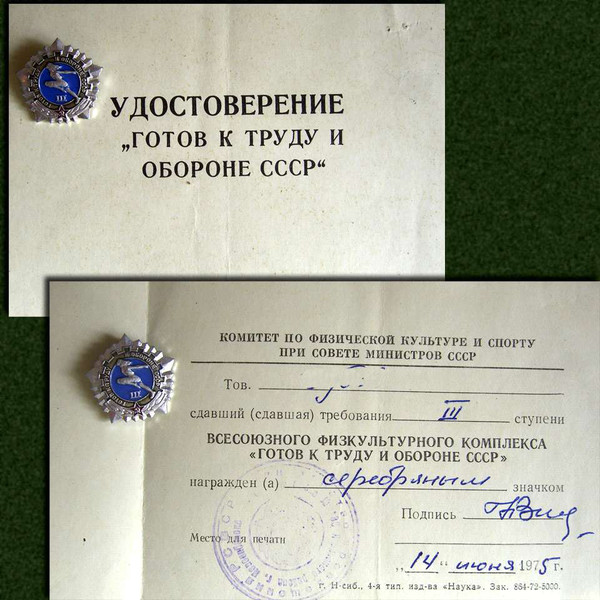 УДОСТОВЕРЕНИЕ
„ГОТОВ К ТРУДУ И
ОБОРОНЕ СССР“
КОМИТЕТ ПО ФИЗИЧЕСКОЙ КУЛЬТУРЕ И СПОРТУ
ПРИ СОВЕТЕ МИНИСТРОВ СССР
Тов.
сдавший (сдавшая) требования III ступени
ВСЕСОЮЗНОГО ФИЗКУЛЬТУРНОГО КОМПЛЕКСА
«ГОТОВ К ТРУДУ И ОБОРОНЕ СССР»
награжден (а) серебряным значком
Подпись
Место для печати
„14“ июня 1975 г.
г. Н-сиб., 4-я тип. изд-ва «Наука». Зак. 864-72-5000.
III
III